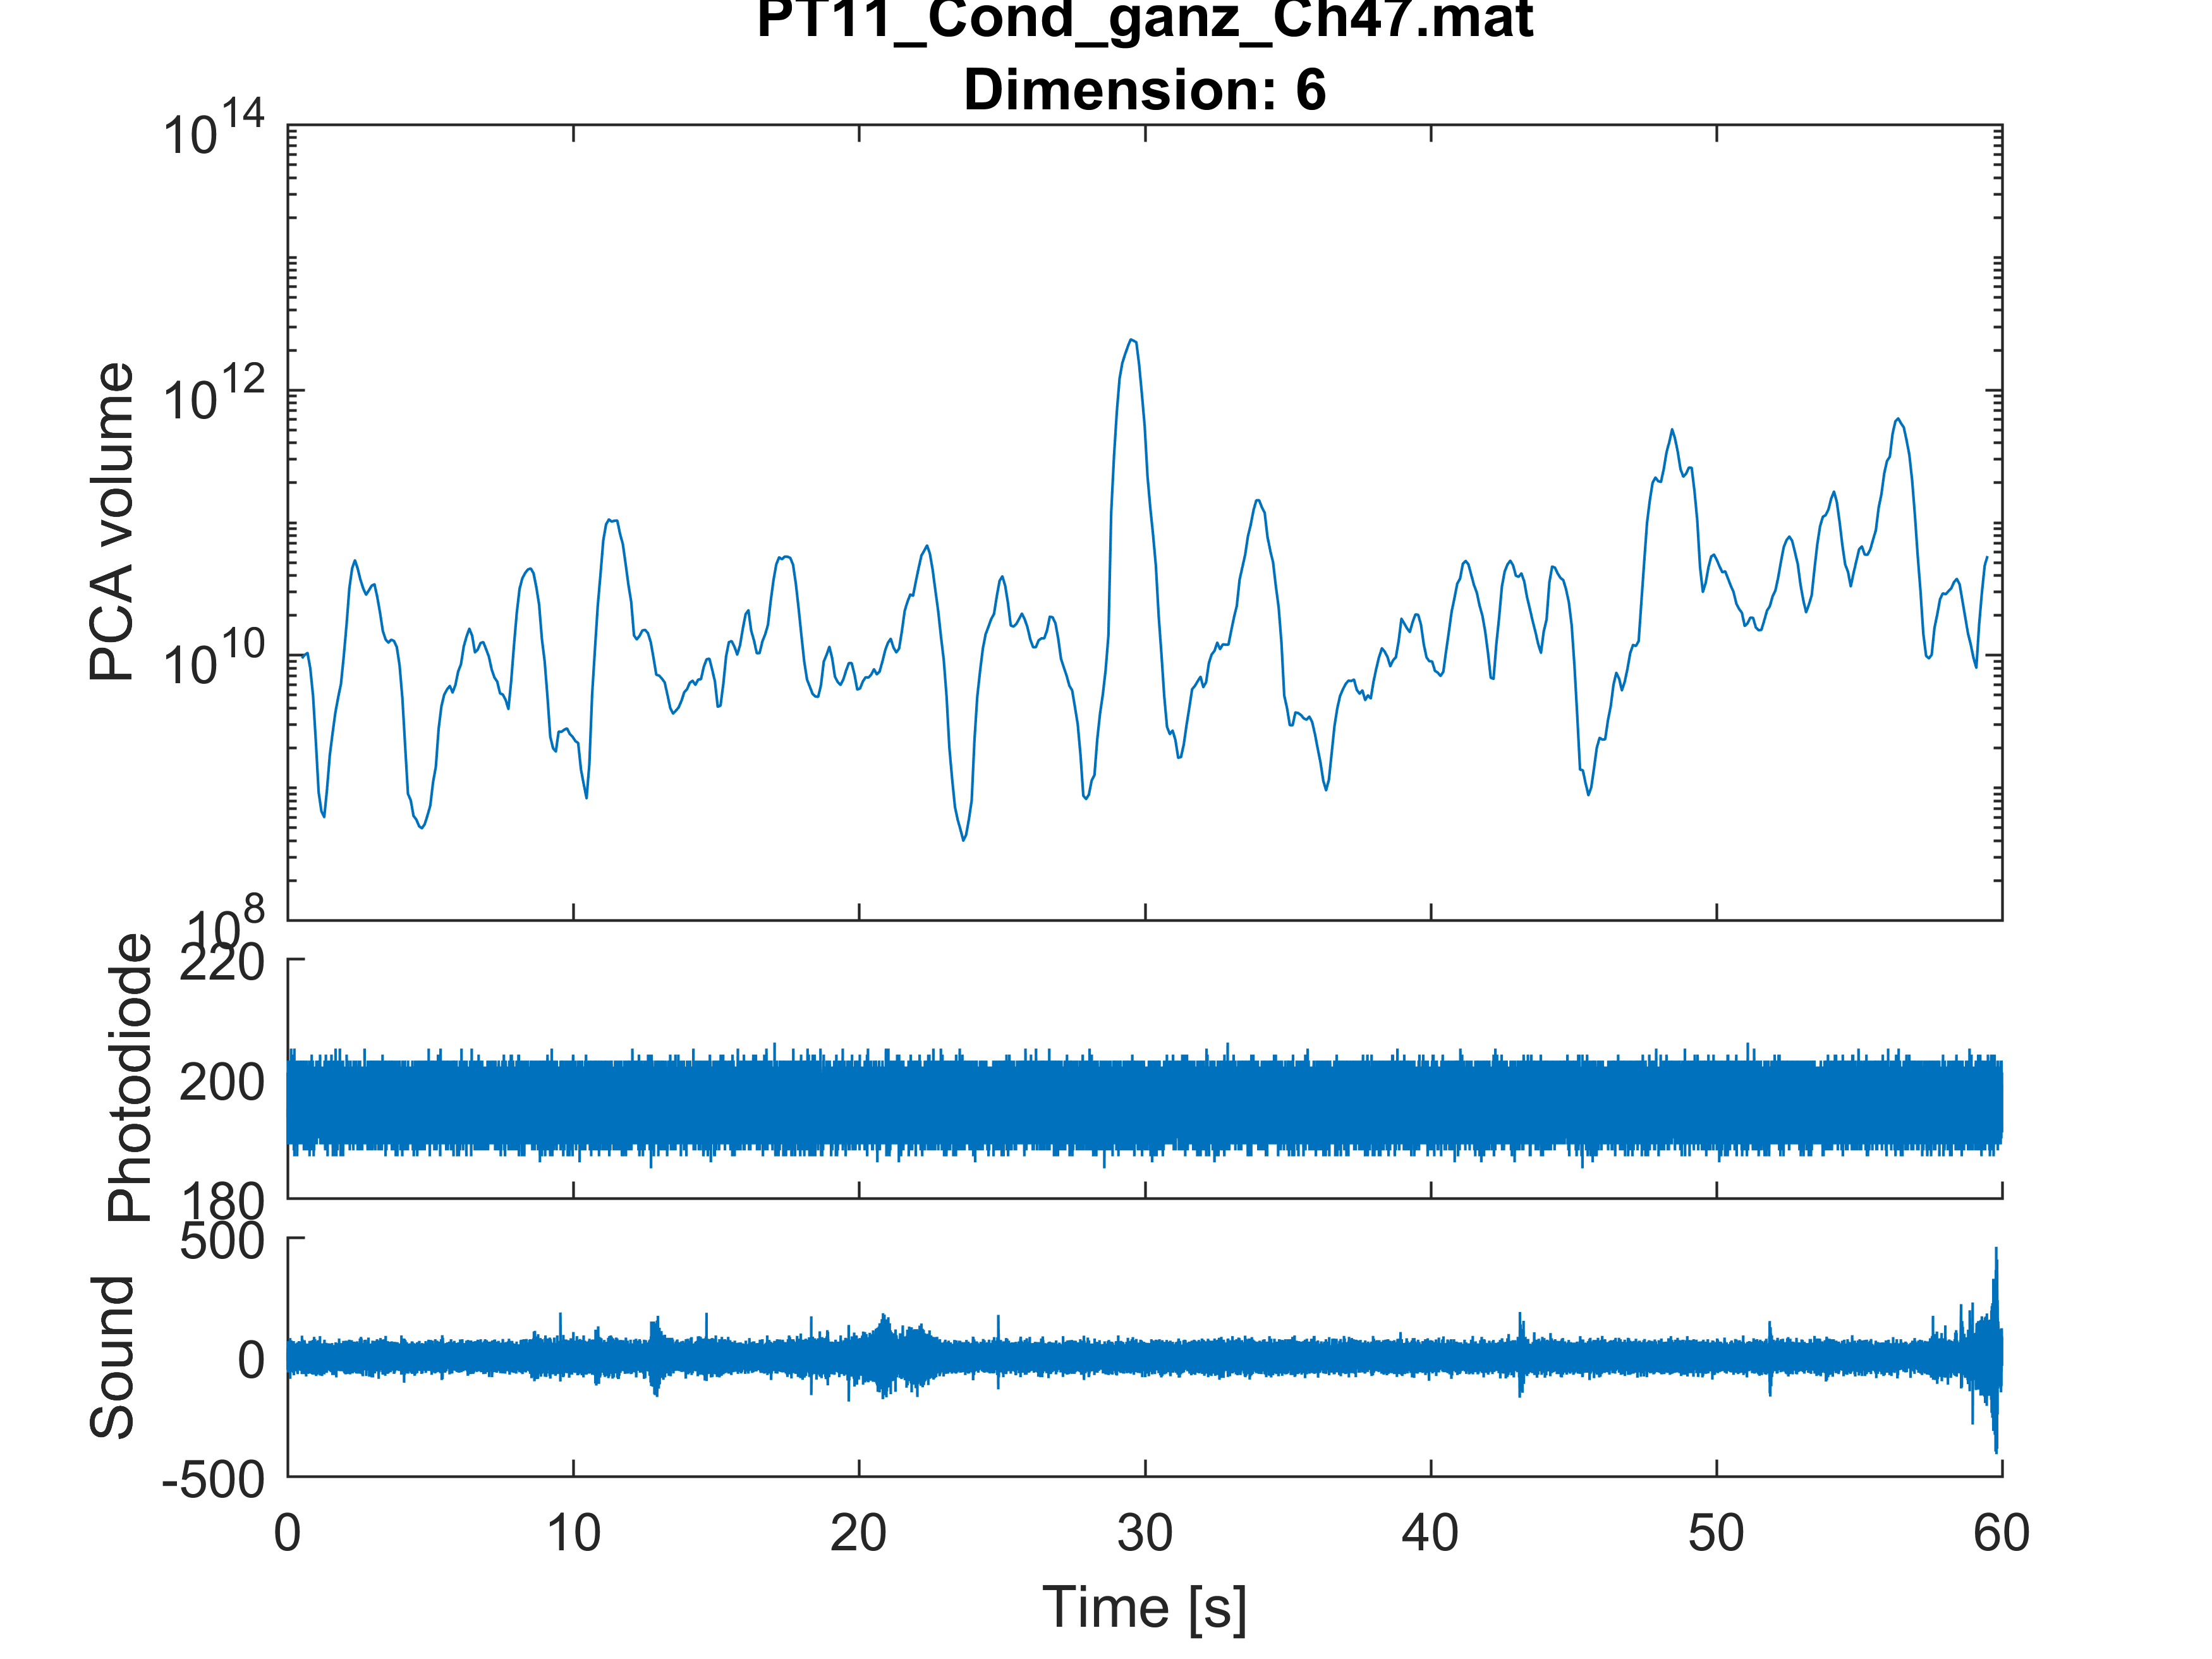 PT11_Cond_ganz_Ch47.mat
Dimension: 6
10^14
10^12
10^10
10^8
PCA volume
220
200
180
Photodiode
500
0
-500
Sound
0 10 20 30 40 50 60
Time [s]